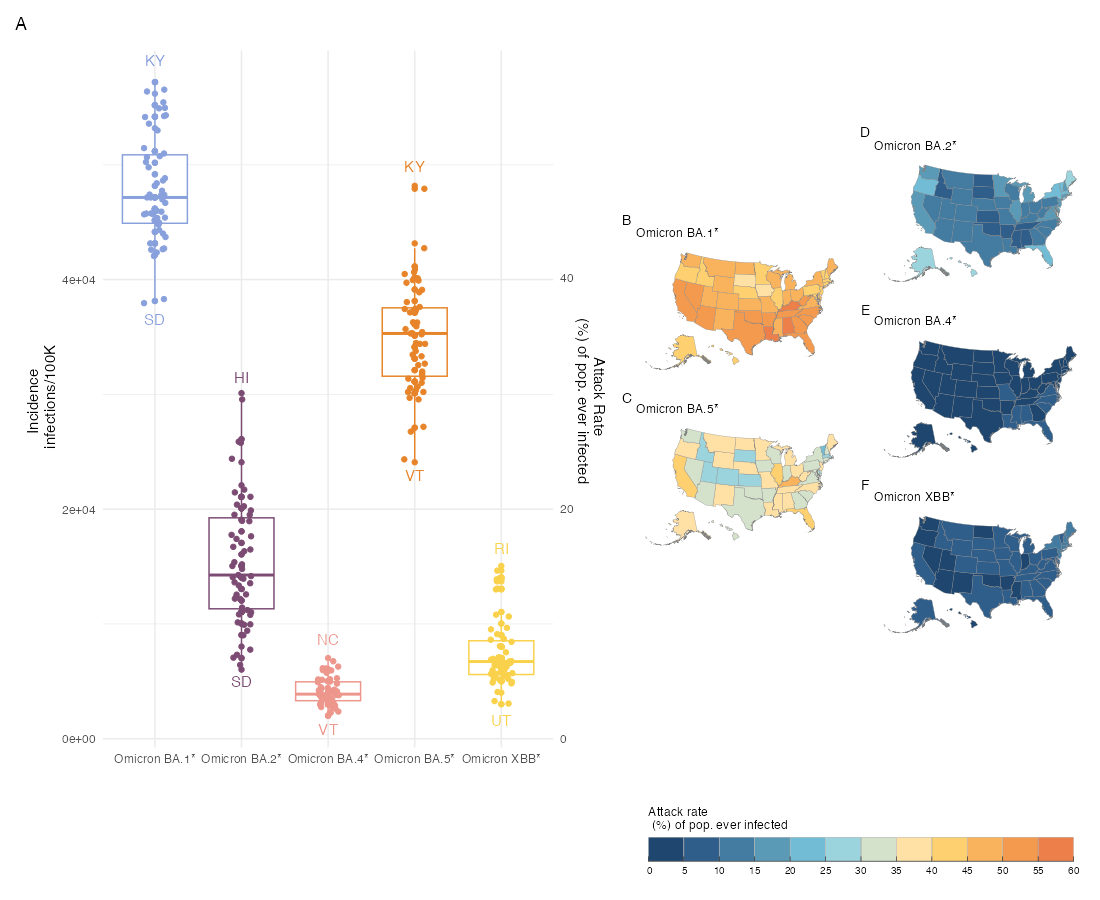 A
KY
SD
HI
SD
NC
VT
KY
VT
RI
UT
4e+04
2e+04
0e+00
Incidence
infections/100K
40
20
0
Attack Rate
(%) of pop. ever infected
Omicron BA.1*
Omicron BA.2*
Omicron BA.4*
Omicron BA.5*
Omicron XBB*
B
Omicron BA.1*
C
Omicron BA.5*
D
Omicron BA.2*
E
Omicron BA.4*
F
Omicron XBB*
Attack rate
(%) of pop. ever infected
0 5 10 15 20 25 30 35 40 45 50 55 60